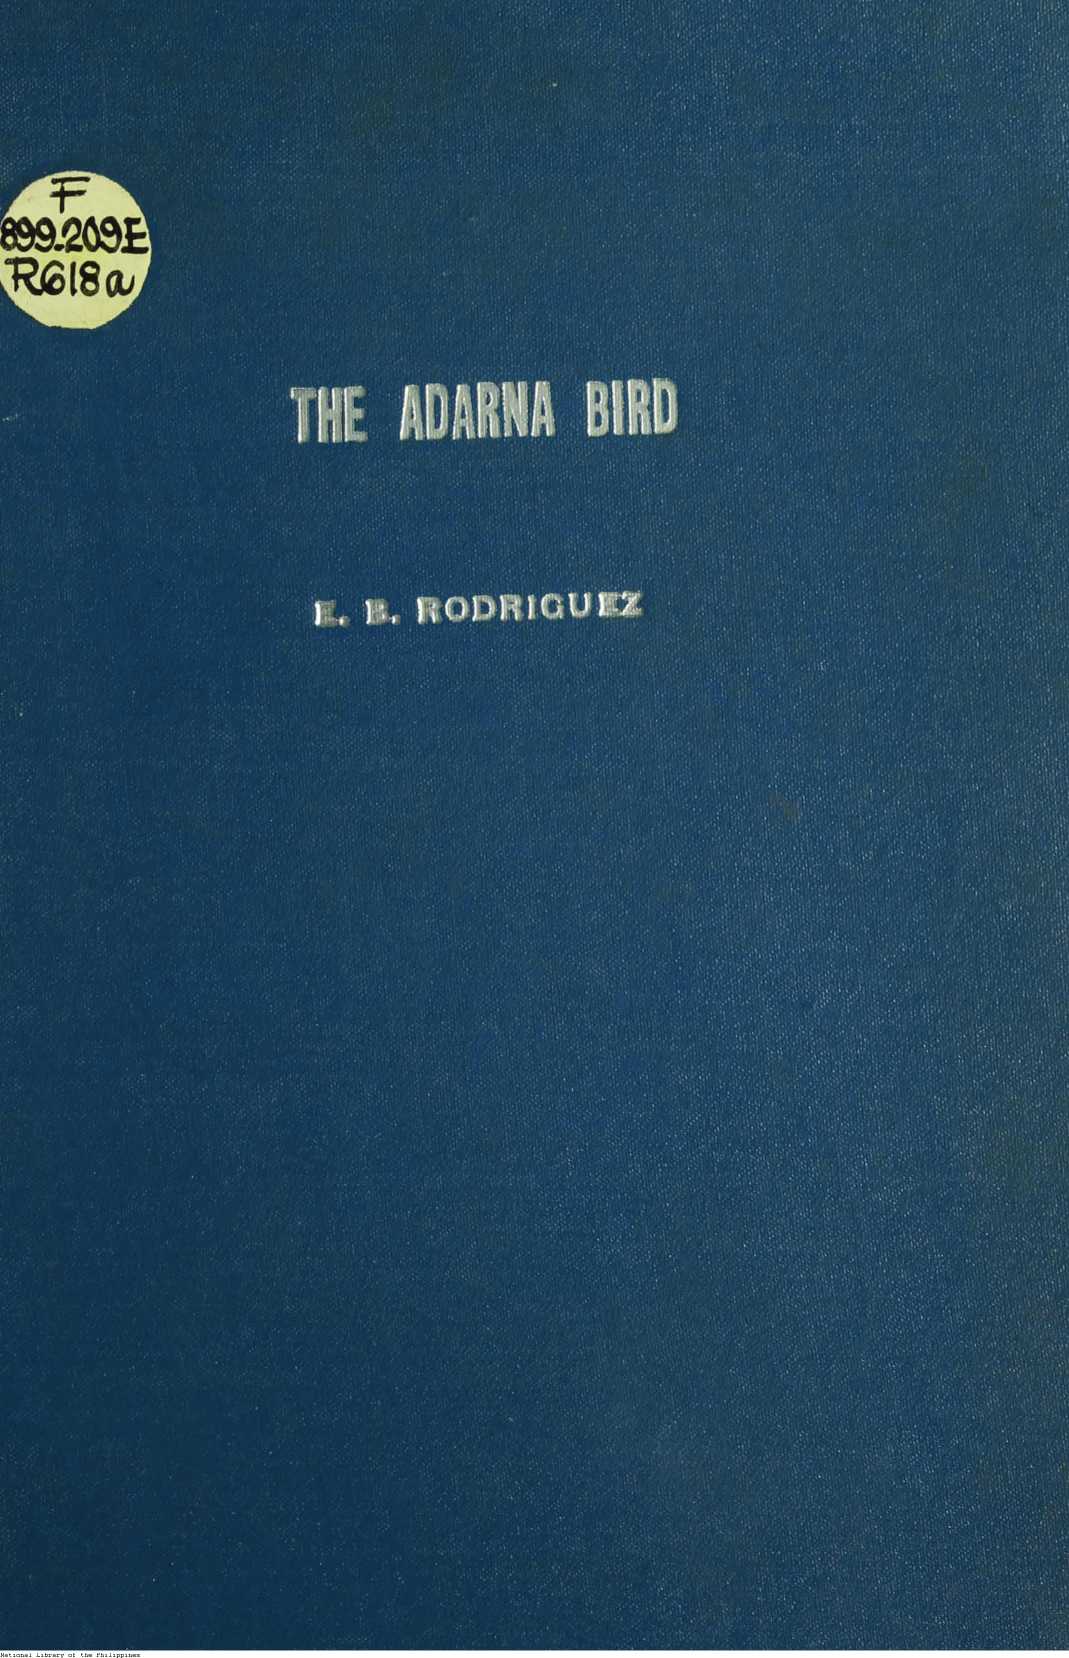 F
899.209E
R618a
THE ADARNA BIRD
E. B. RODRIGUEZ
National Library of the Philippines